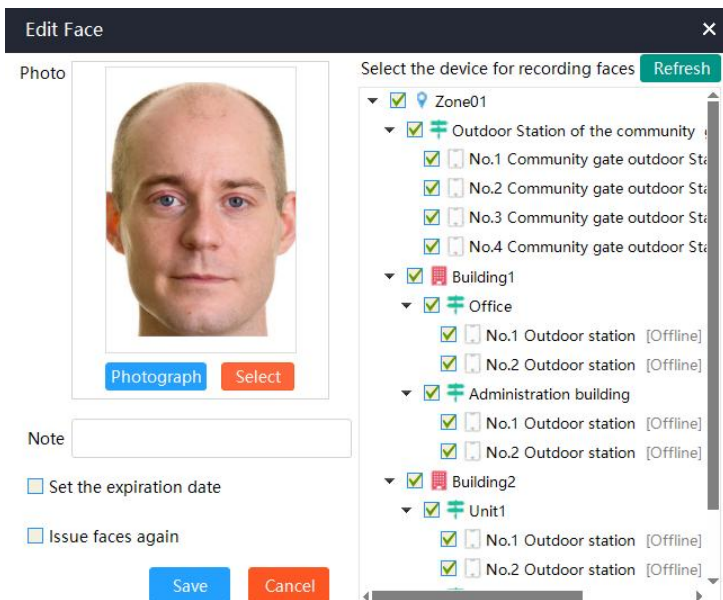 Edit Face
Photo
Photograph
Select
Note
Set the expiration date
Issue faces again
Save
Cancel
Select the device for recording faces
Refresh
Zone01
Outdoor Station of the community
No.1 Community gate outdoor Sta
No.2 Community gate outdoor Sta
No.3 Community gate outdoor Sta
No.4 Community gate outdoor Sta
Building1
Office
No.1 Outdoor station [Offline]
No.2 Outdoor station [Offline]
Administration building
No.1 Outdoor station [Offline]
No.2 Outdoor station [Offline]
Building2
Unit1
No.1 Outdoor station [Offline]
No.2 Outdoor station [Offline]